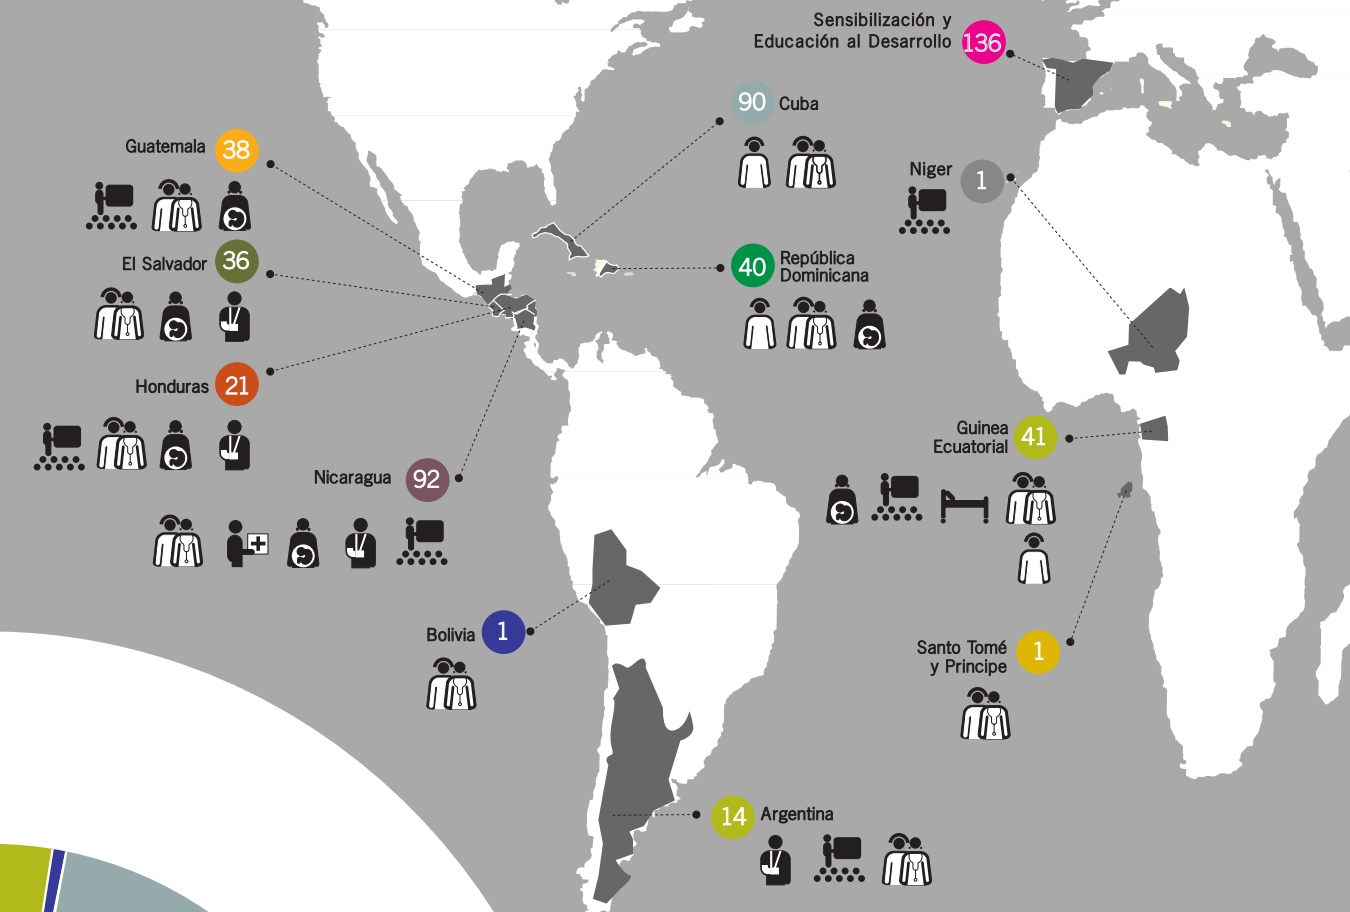 Sensibilización y
Educación al Desarrollo
136
90
Cuba
Guatemala
38
Niger
1
El Salvador
36
40
República
Dominicana
Honduras
21
Guinea
Ecuatorial
41
Nicaragua
92
Bolivia
1
Santo Tomé
y Principe
1
14
Argentina